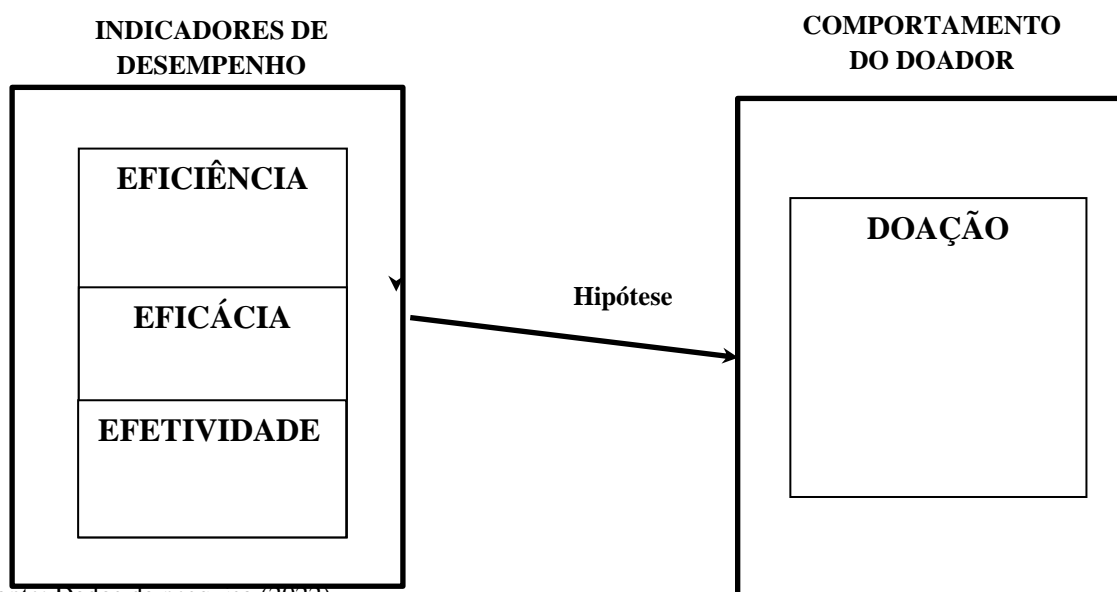 INDICADORES DE
DESEMPENHO
EFICIÊNCIA
EFICÁCIA
EFETIVIDADE
Hipótese
COMPORTAMENTO
DO DOADOR
DOAÇÃO